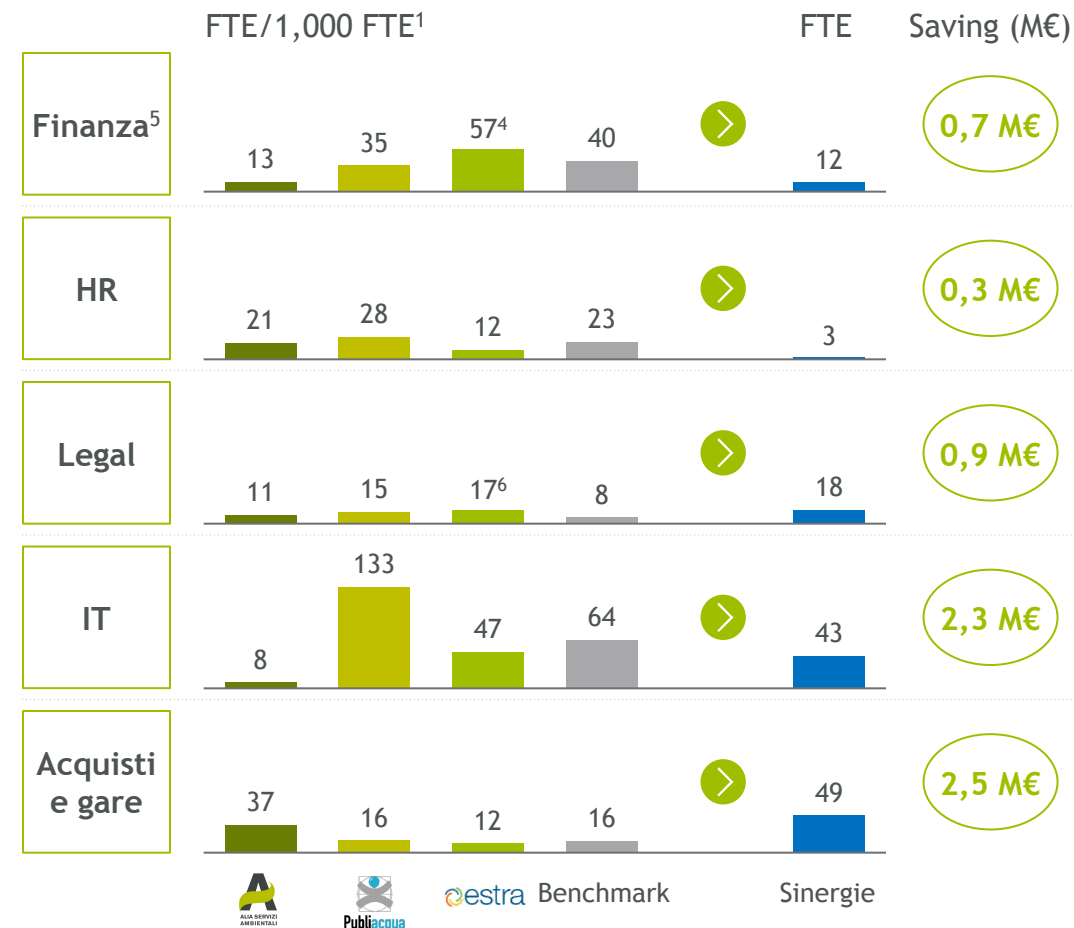 FTE/1,000 FTE¹ FTE Saving (M€)
Finanza⁵ 13 35 57⁴ 40 12 0,7 M€
HR 21 28 12 23 3 0,3 M€
Legal 11 15 17⁶ 8 18 0,9 M€
IT 8 133 47 64 43 2,3 M€
Acquisti
e gare 37 16 12 16 49 2,5 M€
ALIA SERVIZI
AMBIENTALI
Publiacqua
estra Benchmark Sinergie